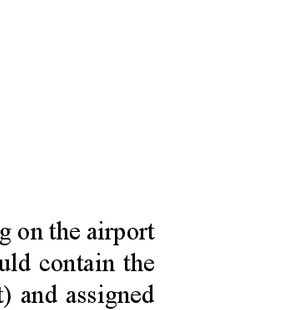 g on the airport
uld contain the
t) and assigned